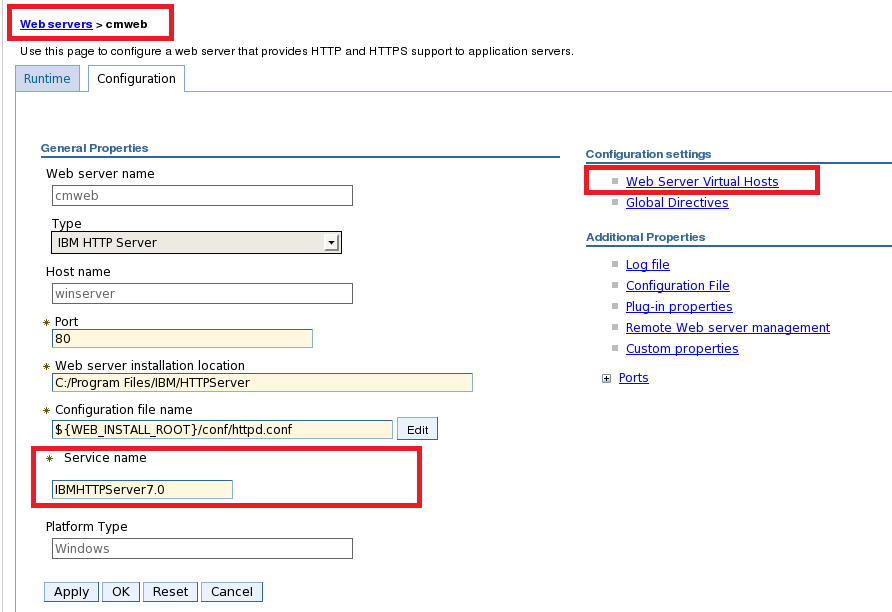 Web servers > cmweb
Use this page to configure a web server that provides HTTP and HTTPS support to application servers.
Runtime
Configuration
General Properties
Web server name
cmweb
Type
IBM HTTP Server
Host name
winserver
* Port
80
* Web server installation location
C:/Program Files/IBM/HTTPServer
* Configuration file name
${WEB_INSTALL_ROOT}/conf/httpd.conf
Edit
* Service name
IBMHTTPServer7.0
Platform Type
Windows
Apply
OK
Reset
Cancel
Configuration settings
Web Server Virtual Hosts
Global Directives
Additional Properties
Log file
Configuration File
Plug-in properties
Remote Web server management
Custom properties
Ports